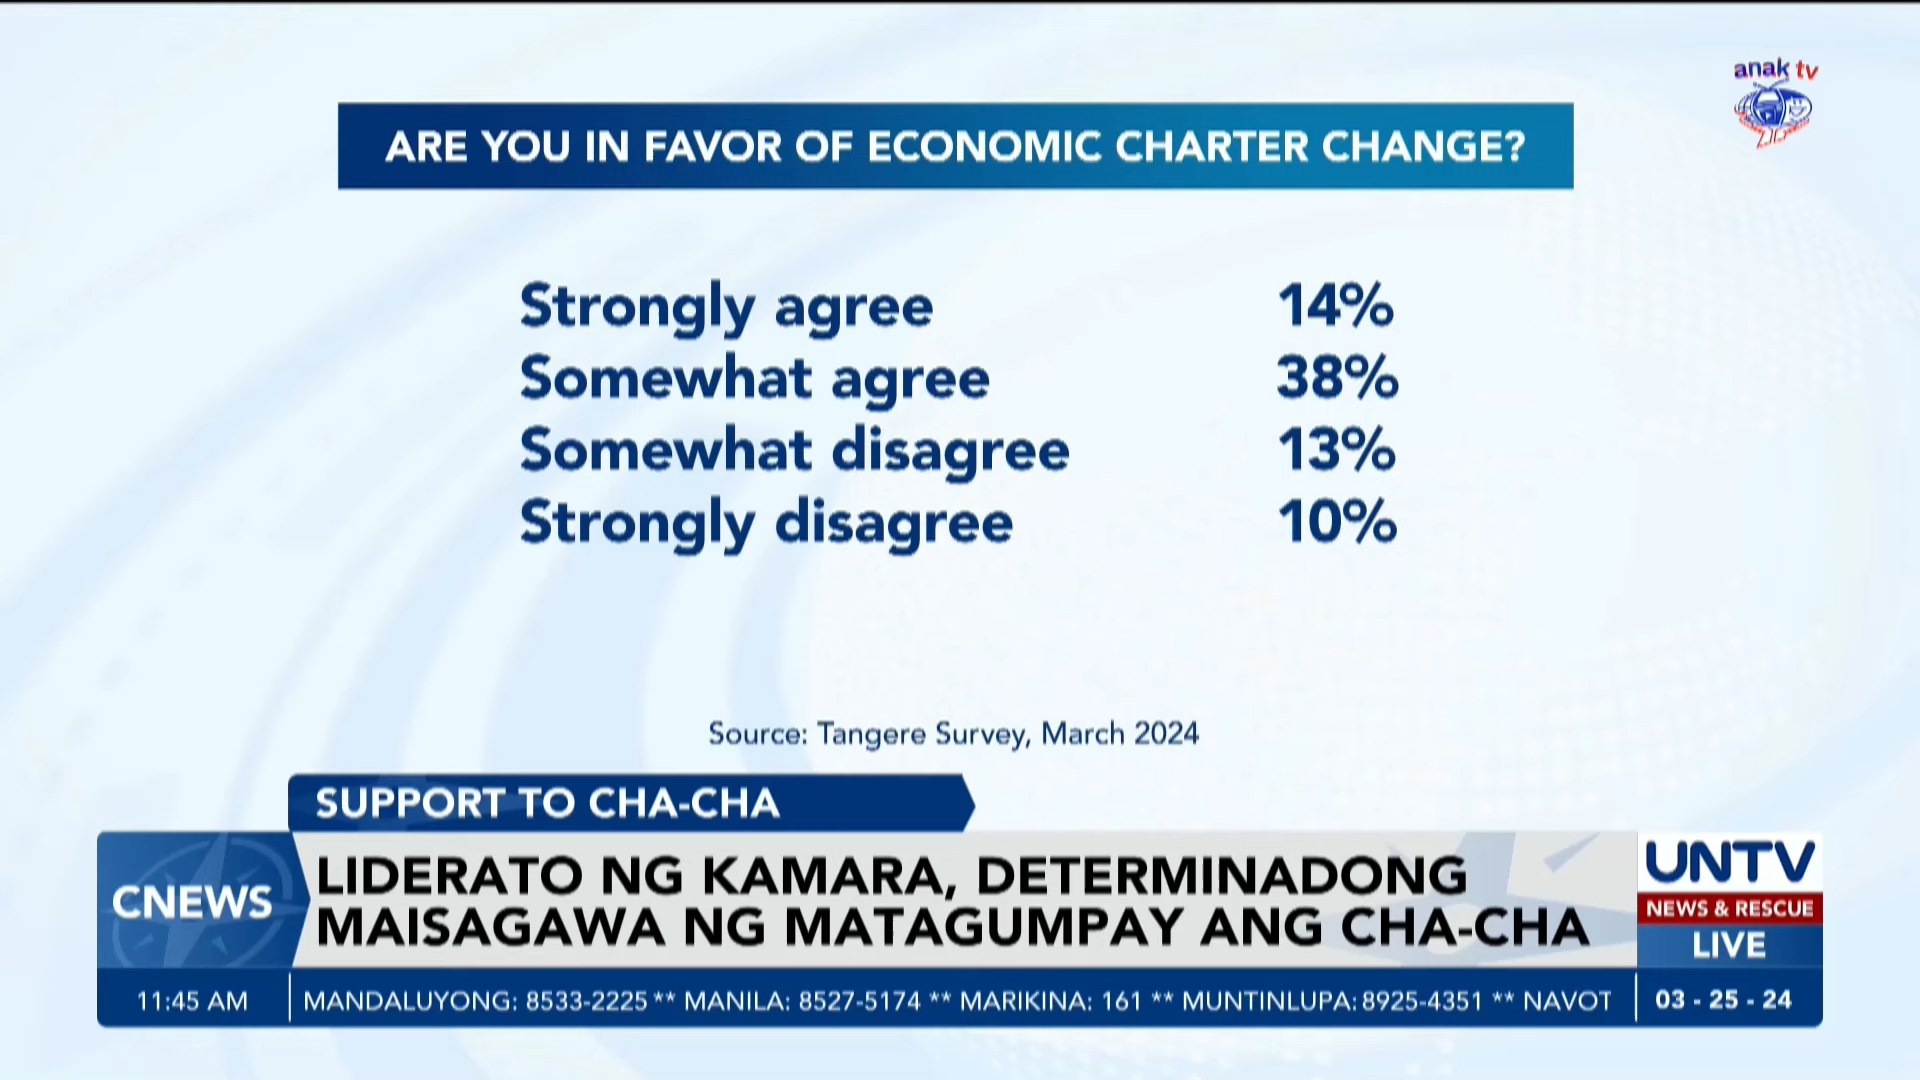 anak tv
ARE YOU IN FAVOR OF ECONOMIC CHARTER CHANGE?
Strongly agree 14%
Somewhat agree 38%
Somewhat disagree 13%
Strongly disagree 10%
Source: Tangere Survey, March 2024
SUPPORT TO CHA-CHA
CNEWS
LIDERATO NG KAMARA, DETERMINADONG
MAISAGAWA NG MATAGUMPAY ANG CHA-CHA
UNTV
NEWS & RESCUE
LIVE
11:45 AM
MANDALUYONG: 8533-2225 ** MANILA: 8527-5174 ** MARIKINA: 161 ** MUNTINLUPA: 8925-4351 ** NAVOT
03 - 25 - 24